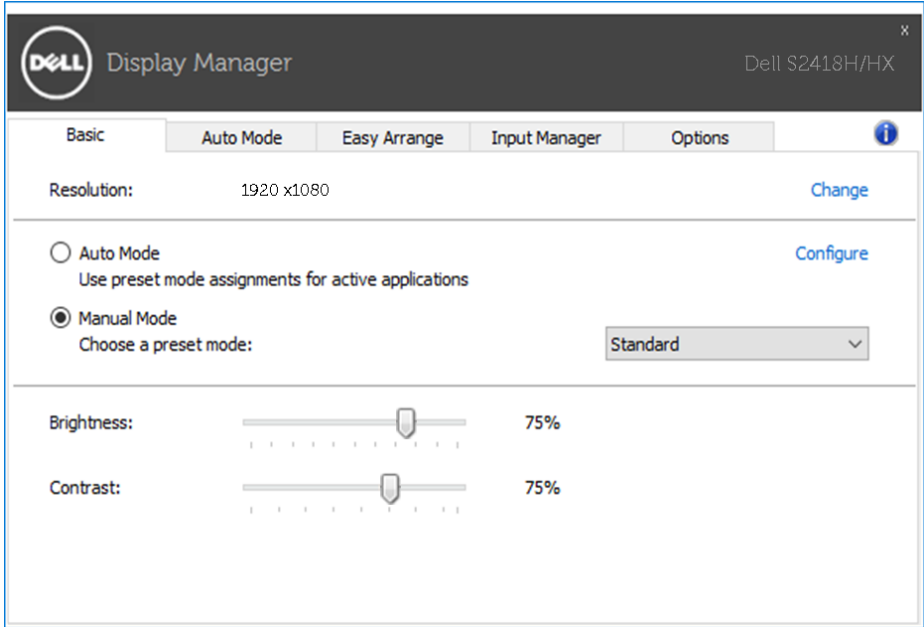 DELL Display Manager
x
Dell S2418H/HX
Basic Auto Mode Easy Arrange Input Manager Options i
Resolution: 1920 x1080 Change
Auto Mode Configure
Use preset mode assignments for active applications
Manual Mode
Choose a preset mode: Standard
Brightness: 75%
Contrast: 75%